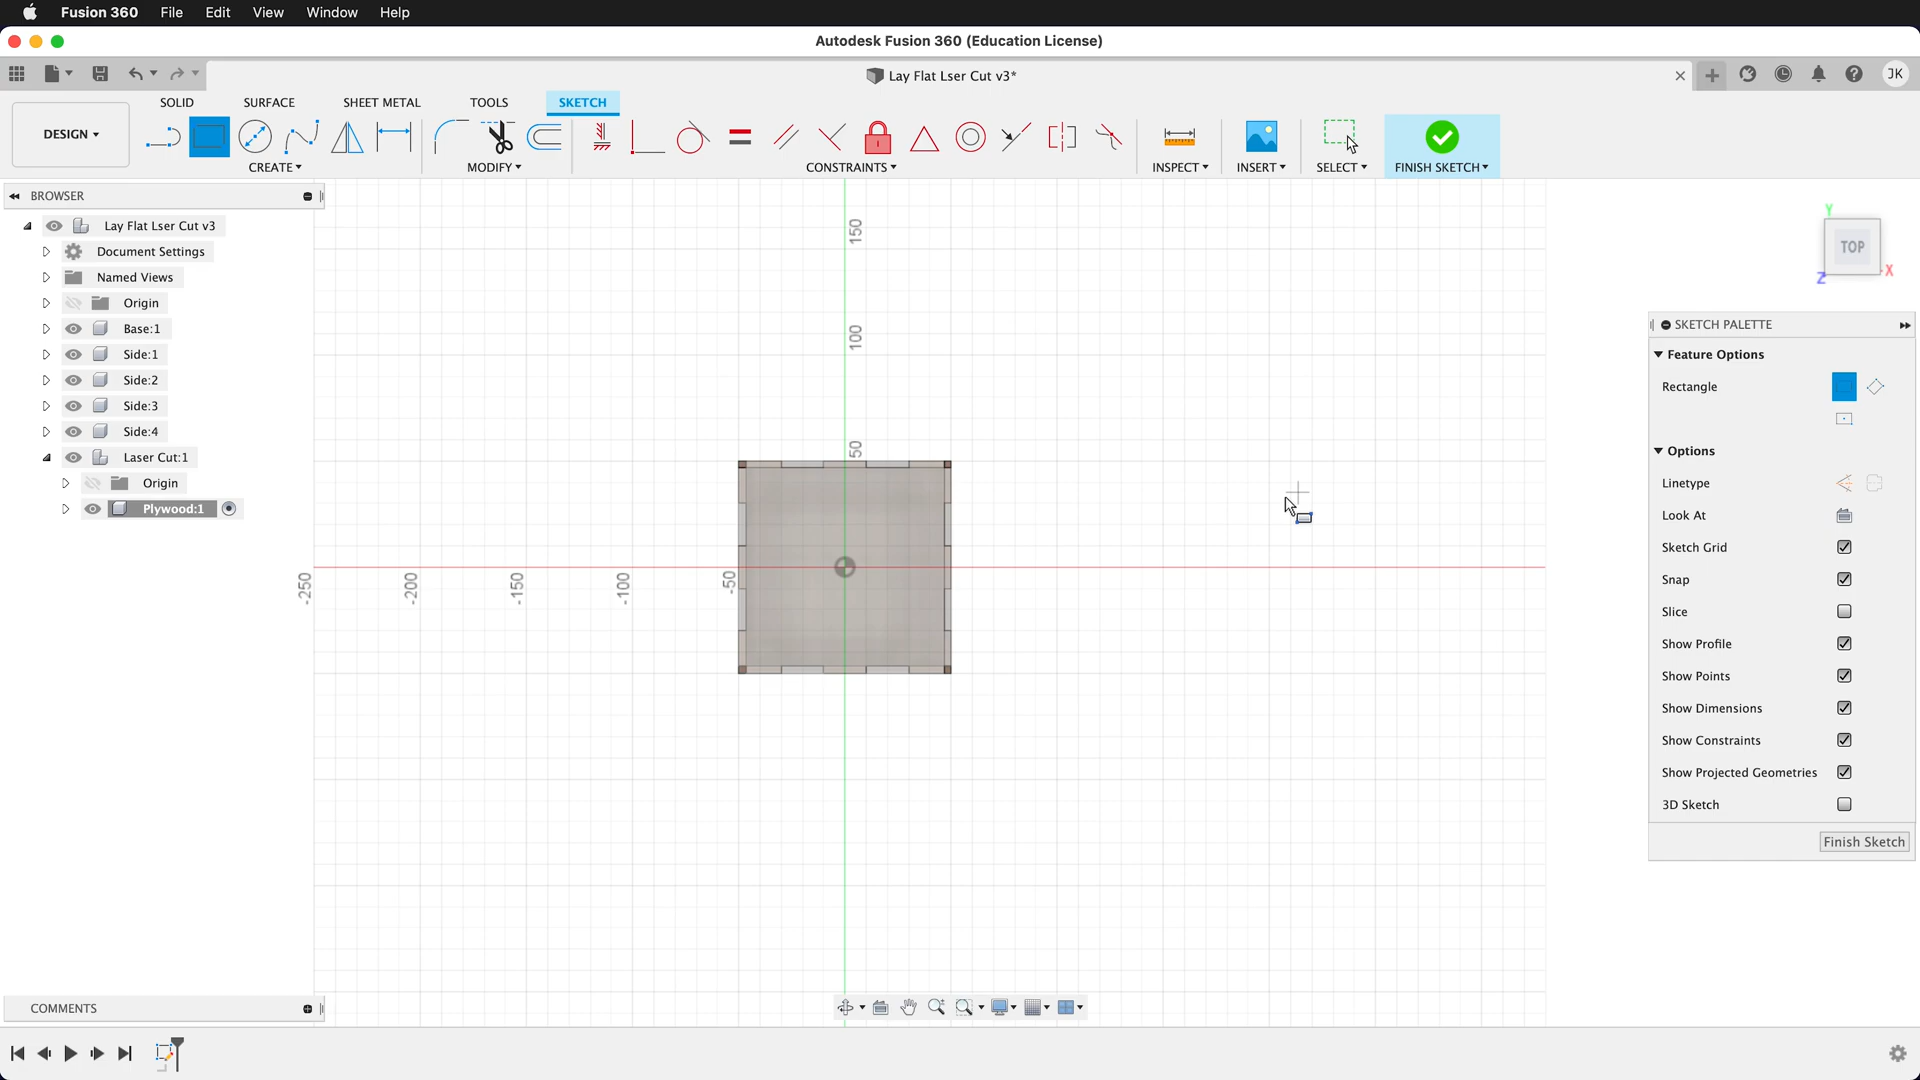 Fusion 360 File Edit View Window Help
Autodesk Fusion 360 (Education License)
Lay Flat Lser Cut v3*
JK
SOLID SURFACE SHEET METAL TOOLS SKETCH
DESIGN
CREATE MODIFY CONSTRAINTS INSPECT INSERT SELECT FINISH SKETCH
BROWSER
Lay Flat Lser Cut v3
Document Settings
Named Views
Origin
Base:1
Side:1
Side:2
Side:3
Side:4
Laser Cut:1
Origin
Plywood:1
150
100
50
-250 -200 -150 -100 -50
Y
TOP
Z X
SKETCH PALETTE
Feature Options
Rectangle
Options
Linetype
Look At
Sketch Grid
Snap
Slice
Show Profile
Show Points
Show Dimensions
Show Constraints
Show Projected Geometries
3D Sketch
Finish Sketch
COMMENTS